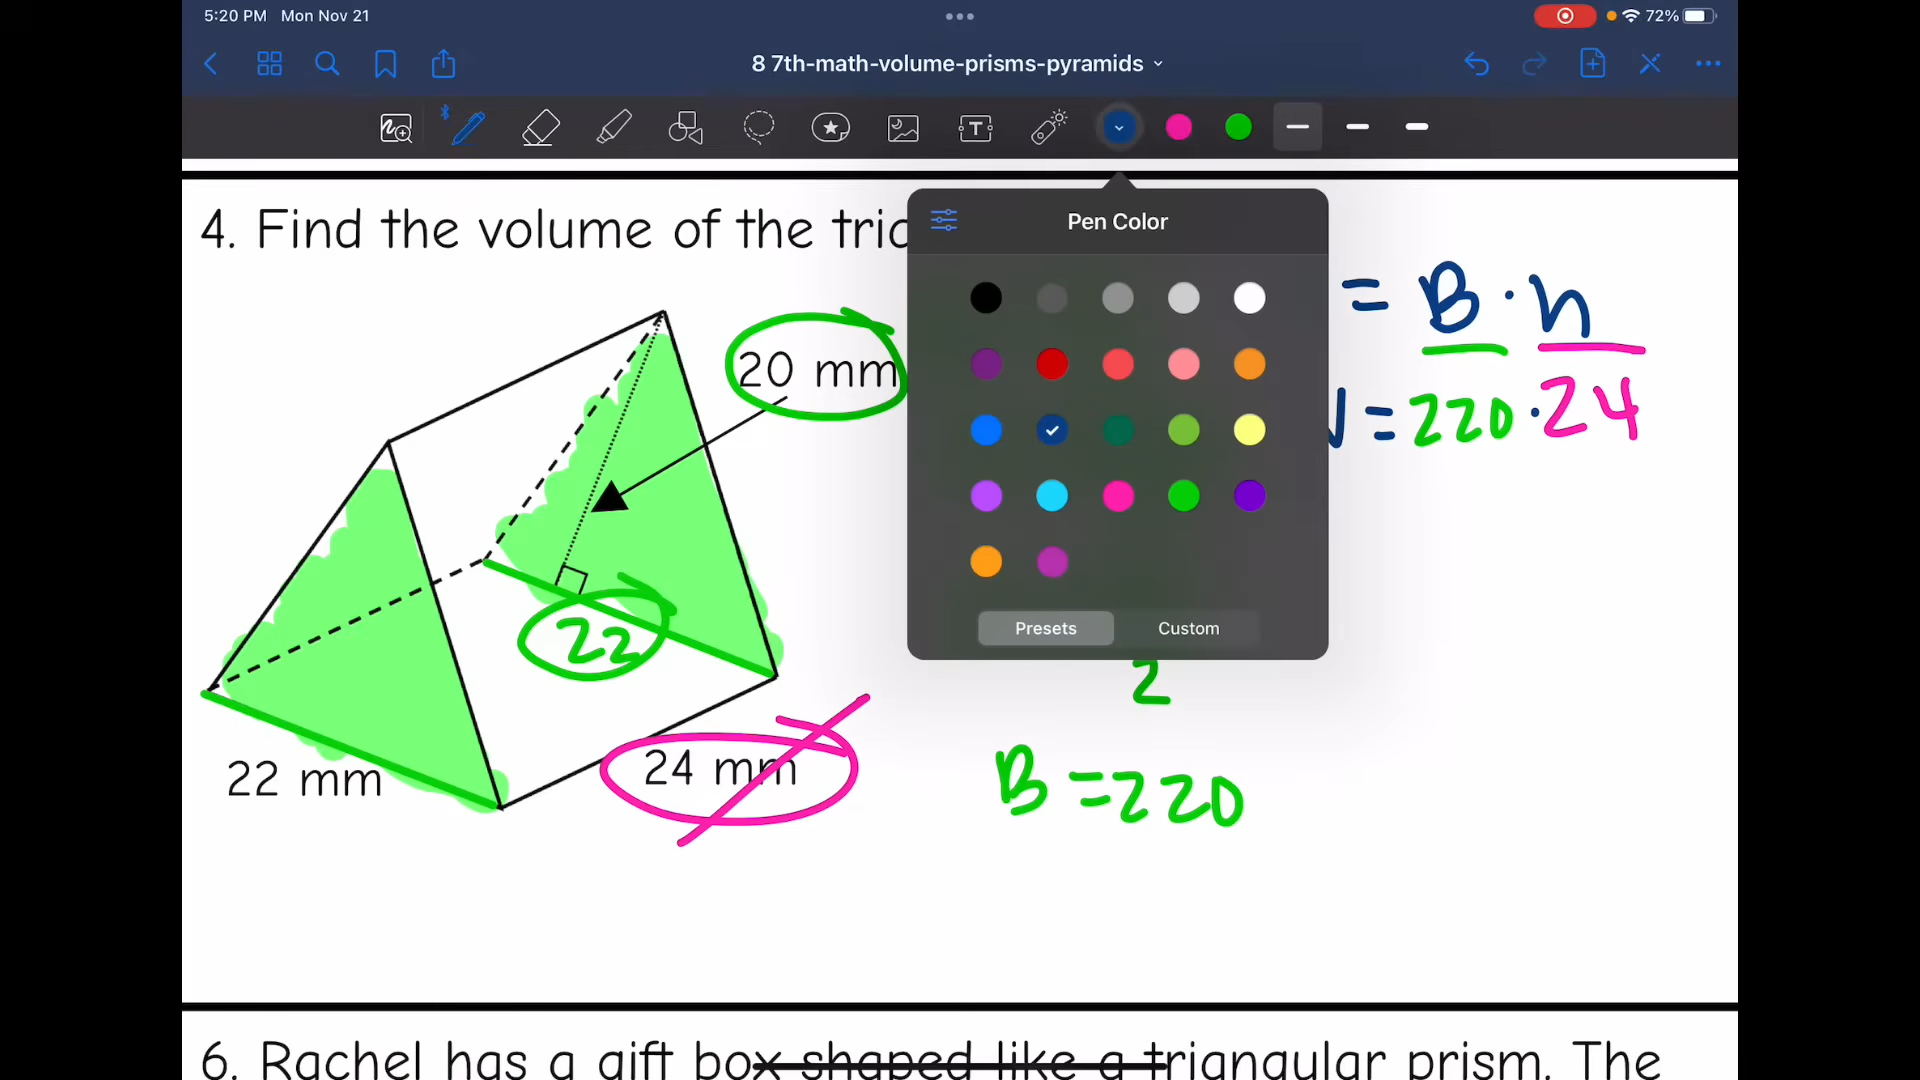 5:20 PM Mon Nov 21
72%
8 7th-math-volume-prisms-pyramids
T
4. Find the volume of the
Pen Color
= B · h
20 mm
= 220 · 24
22
Presets Custom
2
22 mm
24 mm
B = 220
6. Rachel has a gift box shaped like a triangular prism. The